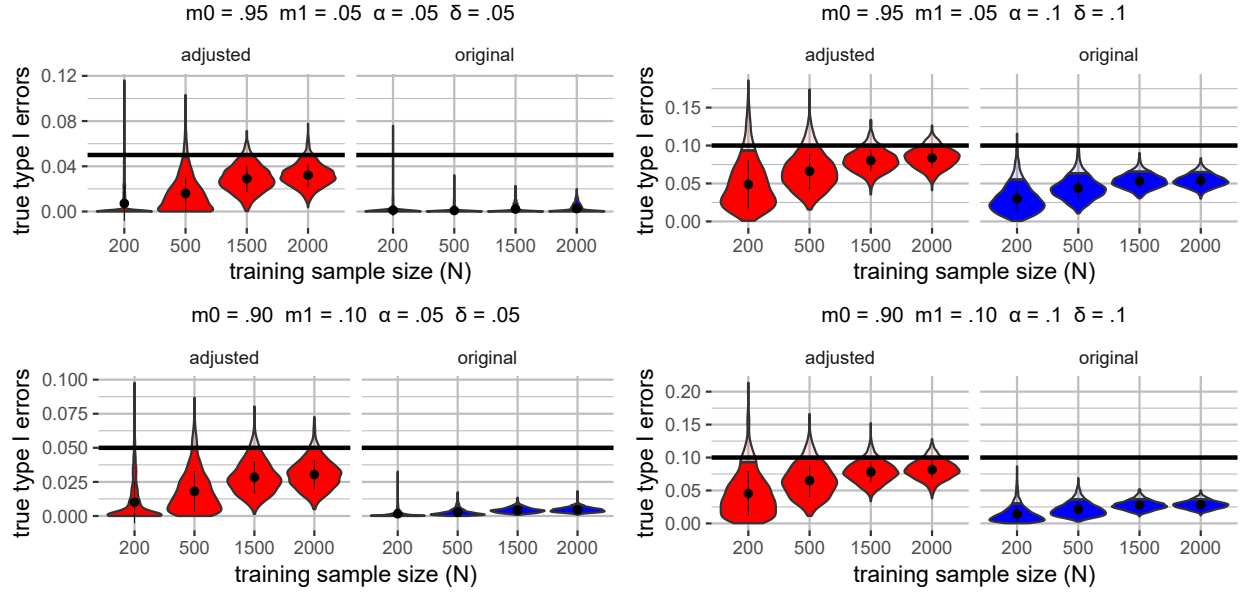 m0 = .95 m1 = .05 α = .05 δ = .05
adjusted
original
true type I errors
0.12
0.08
0.04
0.00
200 500 1500 2000
200 500 1500 2000
training sample size (N)
m0 = .95 m1 = .05 α = .1 δ = .1
adjusted
original
true type I errors
0.15
0.10
0.05
0.00
200 500 1500 2000
200 500 1500 2000
training sample size (N)
m0 = .90 m1 = .10 α = .05 δ = .05
adjusted
original
true type I errors
0.100
0.075
0.050
0.025
0.000
200 500 1500 2000
200 500 1500 2000
training sample size (N)
m0 = .90 m1 = .10 α = .1 δ = .1
adjusted
original
true type I errors
0.20
0.15
0.10
0.05
0.00
200 500 1500 2000
200 500 1500 2000
training sample size (N)